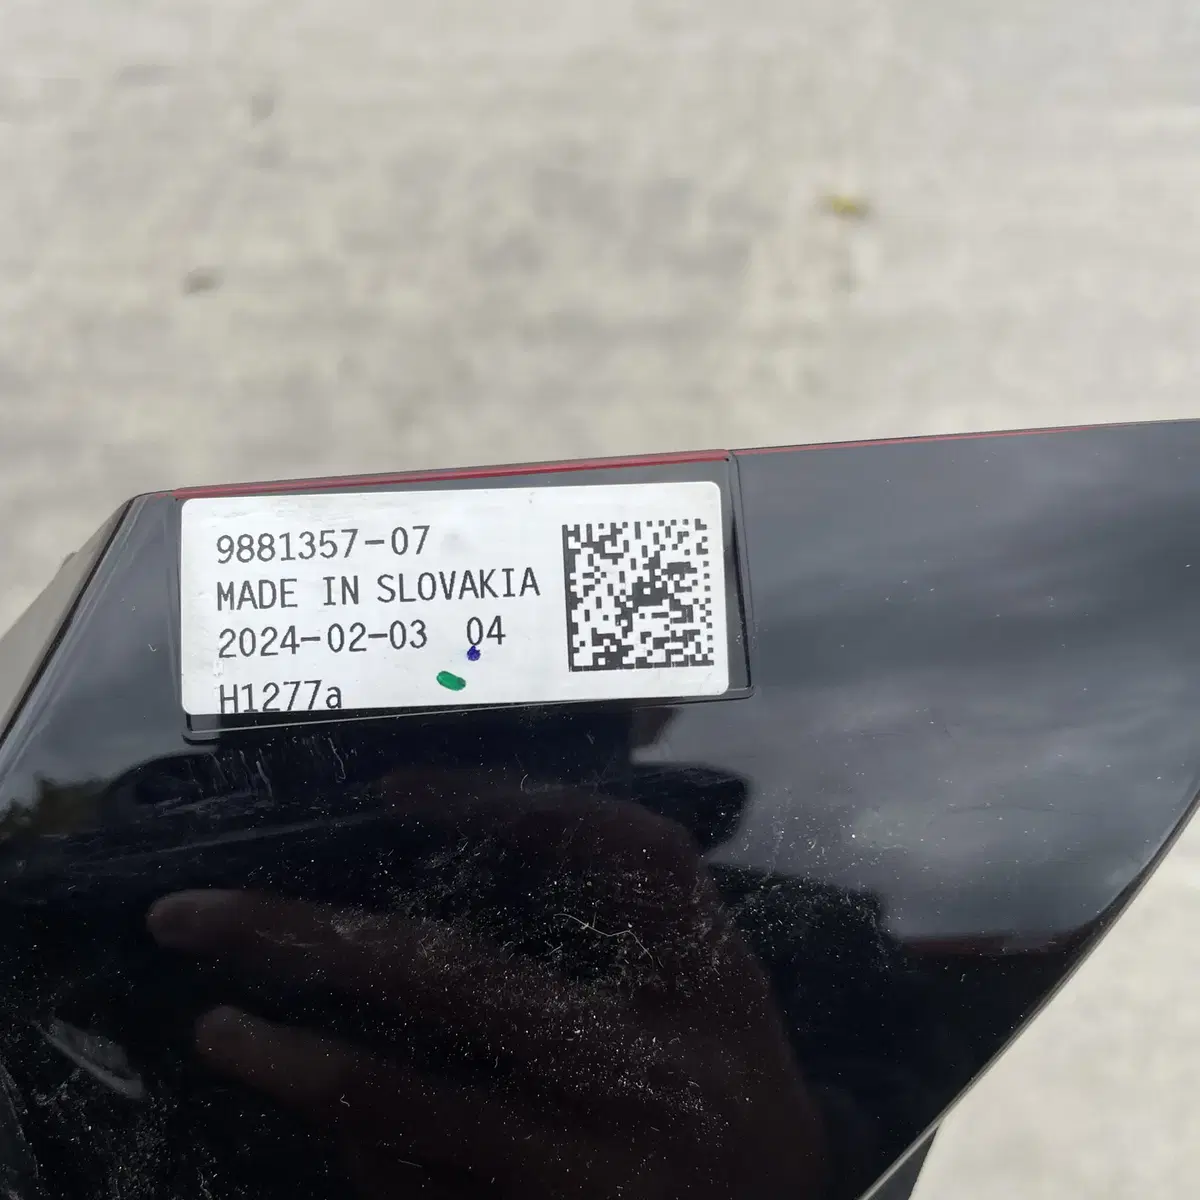 9881357-07
MADE IN SLOVAKIA
2024-02-03 04
H1277a